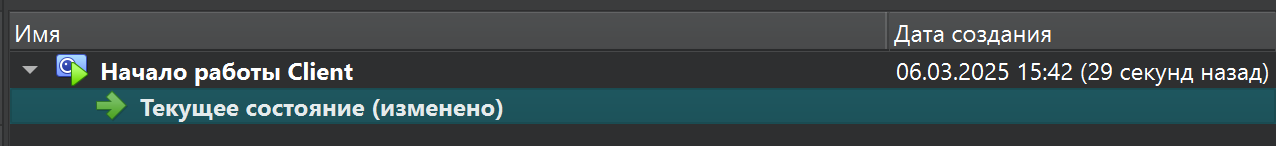 Имя Дата создания
Начало работы Client 06.03.2025 15:42 (29 секунд назад)
Текущее состояние (изменено)